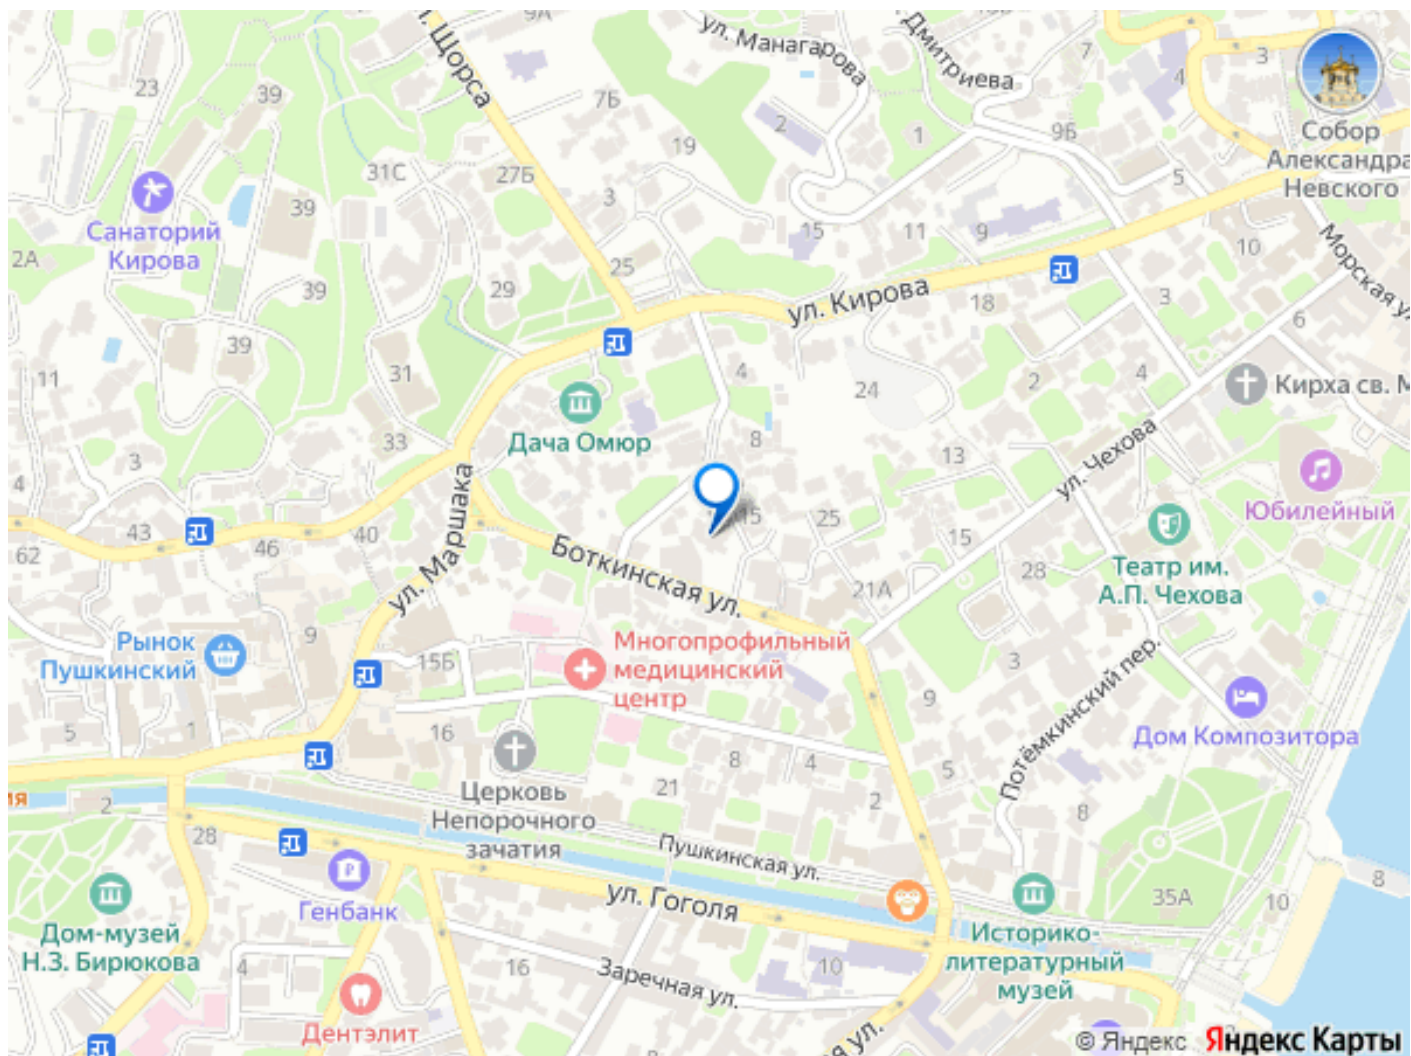 9А
ул. Щорса
ул. Манагарова
Дмитриева
7
3
4
23
39
7Б
2
19
1
9Б
Собор
Александра
Невского
31С
27Б
39
3
5
Санаторий
Кирова
2А
15
11
9
10
Морская ул.
25
39
29
ул. Кирова
18
3
6
39
11
31
4
24
2
4
Кирха св. М
Дача Омюр
33
8
13
ул. Чехова
3
4
Юбилейный
ул. Маршака
15
25
43
40
46
62
15
28
Театр им.
А.П. Чехова
Боткинская ул.
21А
Рынок
Пушкинский
9
15Б
Многопрофильный
медицинский
центр
3
9
Потёмкинский пер.
5
1
16
Дом Композитора
8
4
5
2
21
8
2
28
Церковь
Непорочного
зачатия
Пушкинская ул.
8
Генбанк
ул. Гоголя
35А
10
Дом-музей
Н.З. Бирюкова
4
16
Заречная ул.
10
Историко-
литературный
музей
Дентэлит
© Яндекс Яндекс Карты